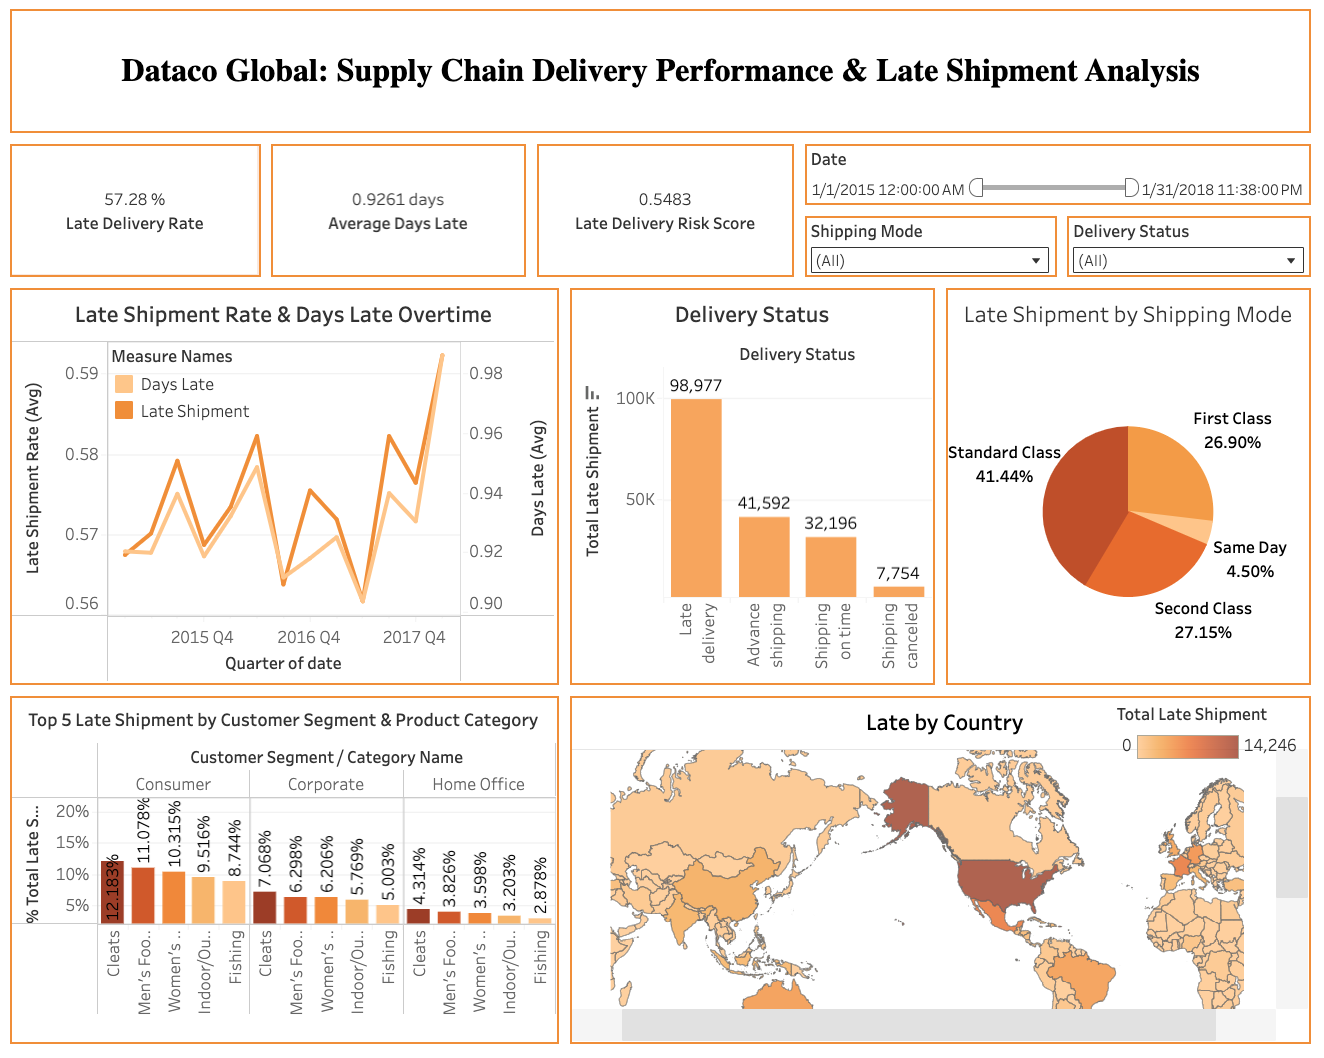 Dataco Global: Supply Chain Delivery Performance & Late Shipment Analysis
57.28 %
Late Delivery Rate
0.9261 days
Average Days Late
0.5483
Late Delivery Risk Score
Date
1/1/2015 12:00:00 AM
1/31/2018 11:38:00 PM
Shipping Mode
(All)
Delivery Status
(All)
Late Shipment Rate & Days Late Overtime
Measure Names
Days Late
Late Shipment
Late Shipment Rate (Avg)
0.59
0.58
0.57
0.56
0.98
0.96
0.94
0.92
0.90
Days Late (Avg)
2015 Q4
2016 Q4
2017 Q4
Quarter of date
Delivery Status
Delivery Status
Total Late Shipment
100K
50K
98,977
41,592
32,196
7,754
Late
delivery
Advance
shipping
Shipping
on time
Shipping
canceled
Late Shipment by Shipping Mode
First Class
26.90%
Standard Class
41.44%
Same Day
4.50%
Second Class
27.15%
Top 5 Late Shipment by Customer Segment & Product Category
Customer Segment / Category Name
Consumer
Corporate
Home Office
% Total Late S...
20%
15%
10%
5%
12.183%
11.078%
10.315%
9.516%
8.744%
7.068%
6.298%
6.206%
5.769%
5.003%
4.314%
3.826%
3.598%
3.203%
2.878%
Cleats
Men's Foo..
Women's ..
Indoor/Ou..
Fishing
Cleats
Men's Foo..
Women's ..
Indoor/Ou..
Fishing
Cleats
Men's Foo..
Women's ..
Indoor/Ou..
Fishing
Late by Country
Total Late Shipment
0
14,246